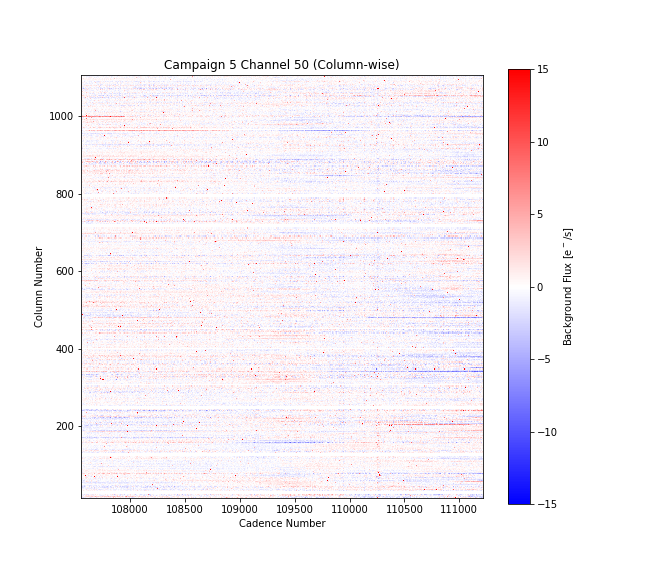 Campaign 5 Channel 50 (Column-wise)
1000
800
600
400
200
Column Number
108000 108500 109000 109500 110000 110500 111000
Cadence Number
15
10
5
0
−5
−10
−15
Background Flux [e⁻/s]